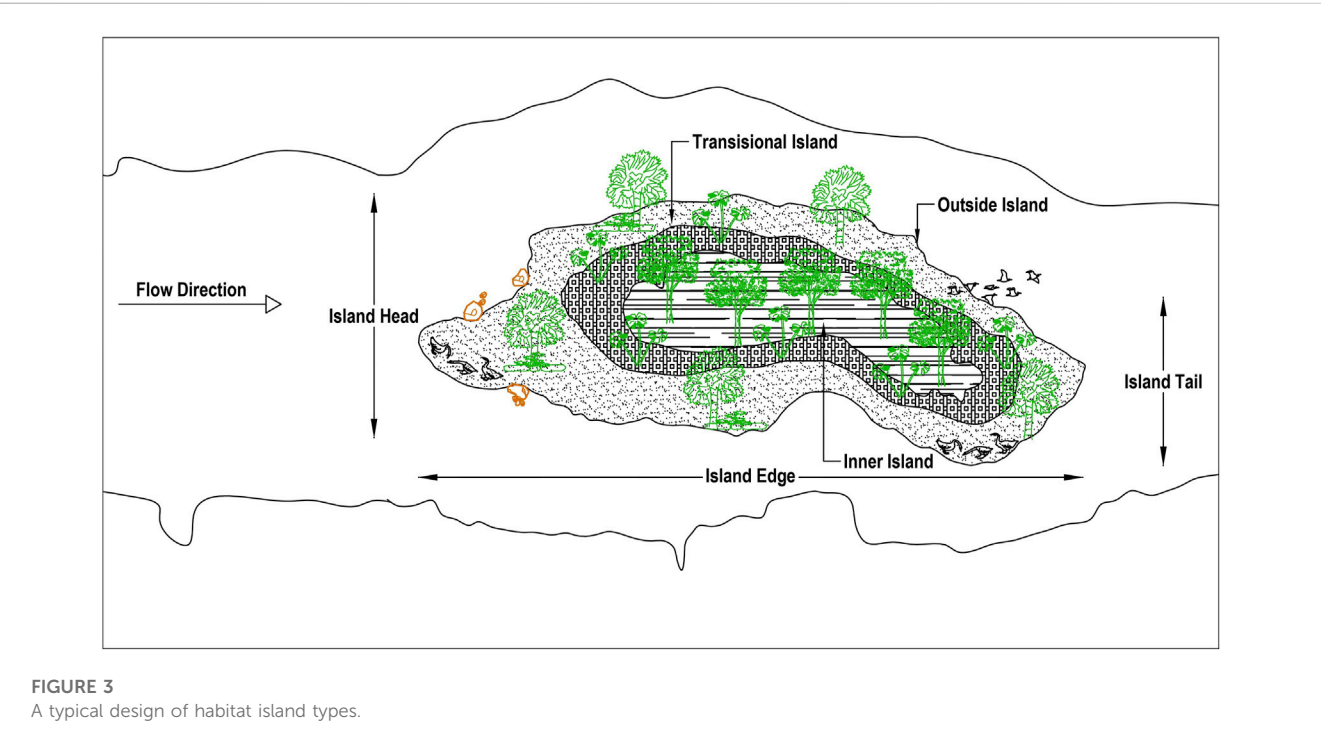 Transisional Island
Outside Island
Flow Direction
Island Head
Island Tail
Inner Island
Island Edge
FIGURE 3
A typical design of habitat island types.